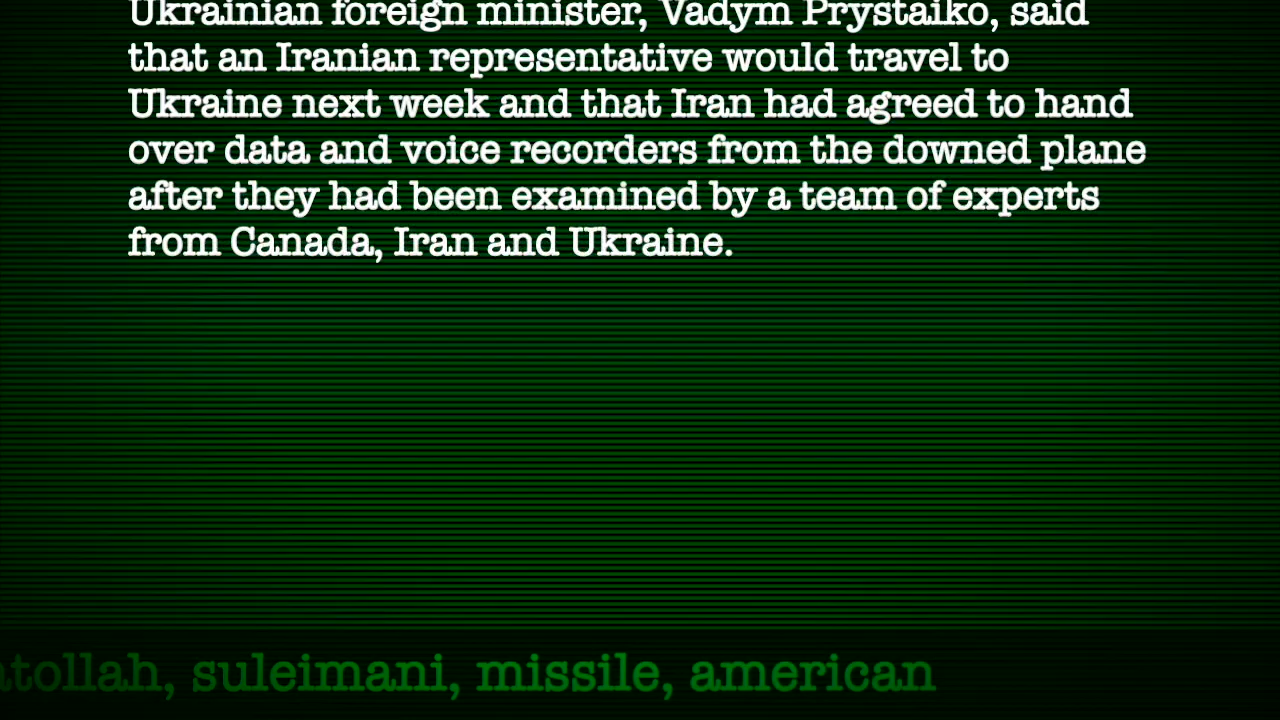 Ukrainian foreign minister, Vadym Prystaiko, said
that an Iranian representative would travel to
Ukraine next week and that Iran had agreed to hand
over data and voice recorders from the downed plane
after they had been examined by a team of experts
from Canada, Iran and Ukraine.
suleimani, missile, american